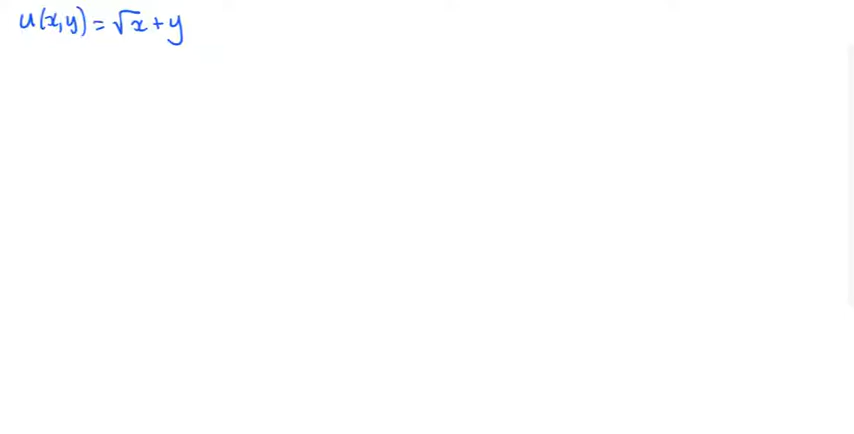 u(x,y) = √x + y